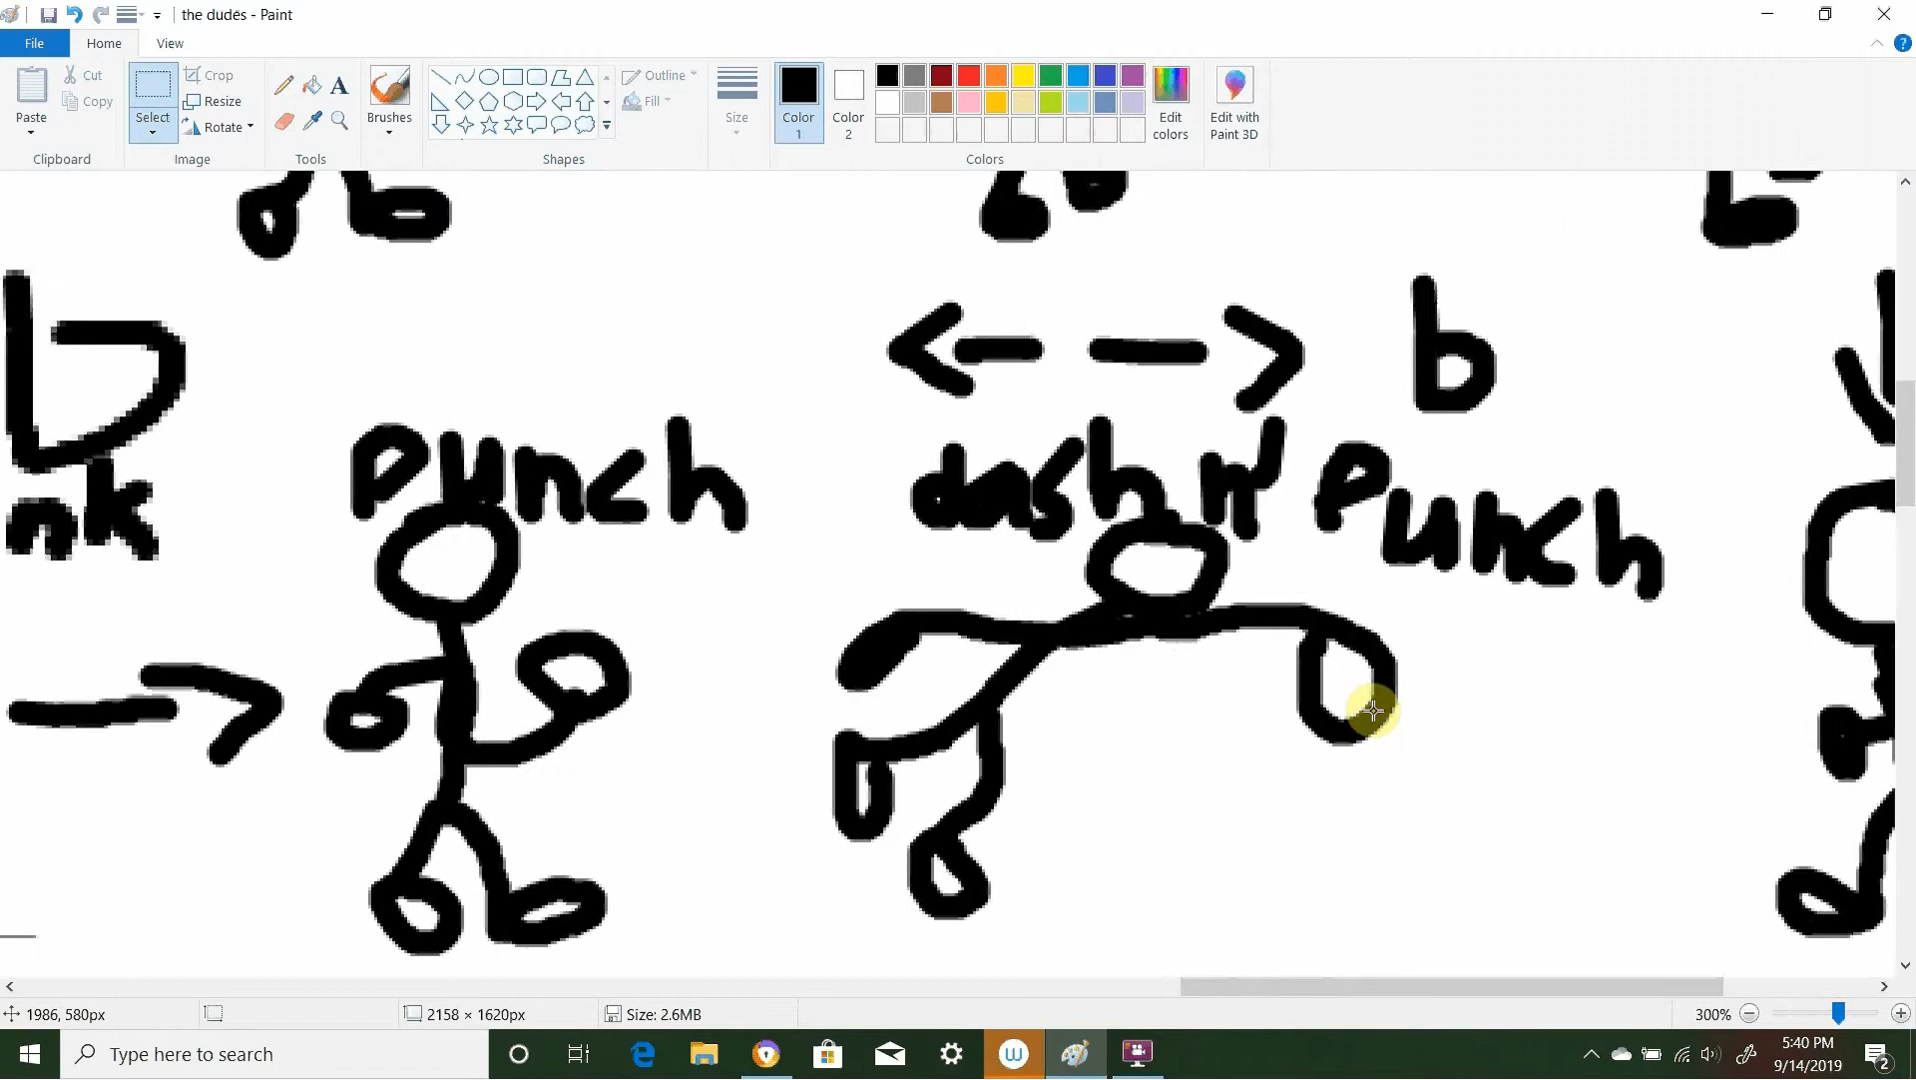 the dudes - Paint
File Home View
Paste
Cut
Copy
Clipboard
Select
Crop
Resize
Rotate
Image
Tools
Brushes
Shapes
Outline
Fill
Size
Color 1
Color 2
Edit colors
Edit with Paint 3D
Colors
b
nk
Punch
dash n' Punch
1986, 580px
2158 × 1620px
Size: 2.6MB
300%
Type here to search
5:40 PM
9/14/2019
2